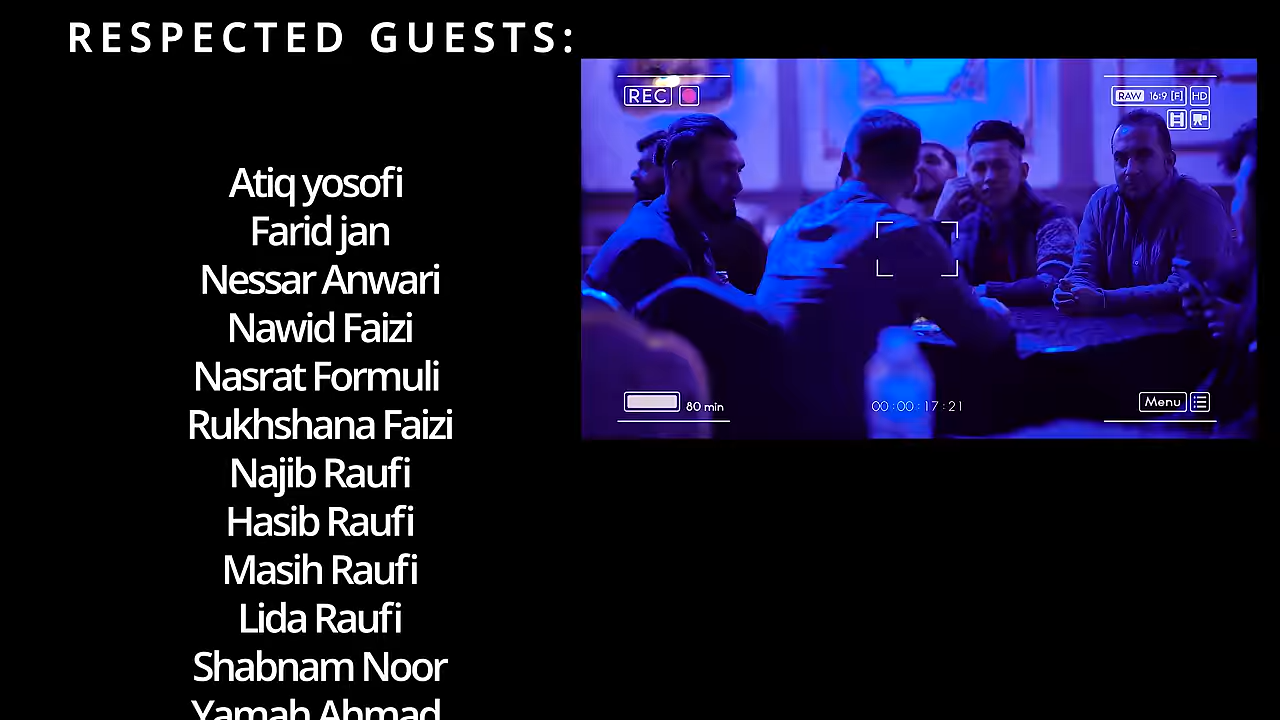 RESPECTED GUESTS:
Atiq yosofi
Farid jan
Nessar Anwari
Nawid Faizi
Nasrat Formuli
Rukhshana Faizi
Najib Raufi
Hasib Raufi
Masih Raufi
Lida Raufi
Shabnam Noor
Yamah Ahmad
REC
RAW 16:9 [F] HD
80 min
00:00:17:21
Menu